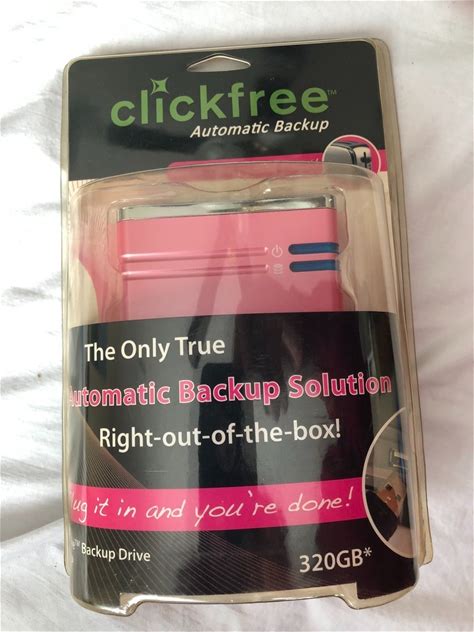 clickfree™
Automatic Backup
The Only True
Automatic Backup Solution
Right-out-of-the-box!
it in and you're done!
Backup Drive
320GB*